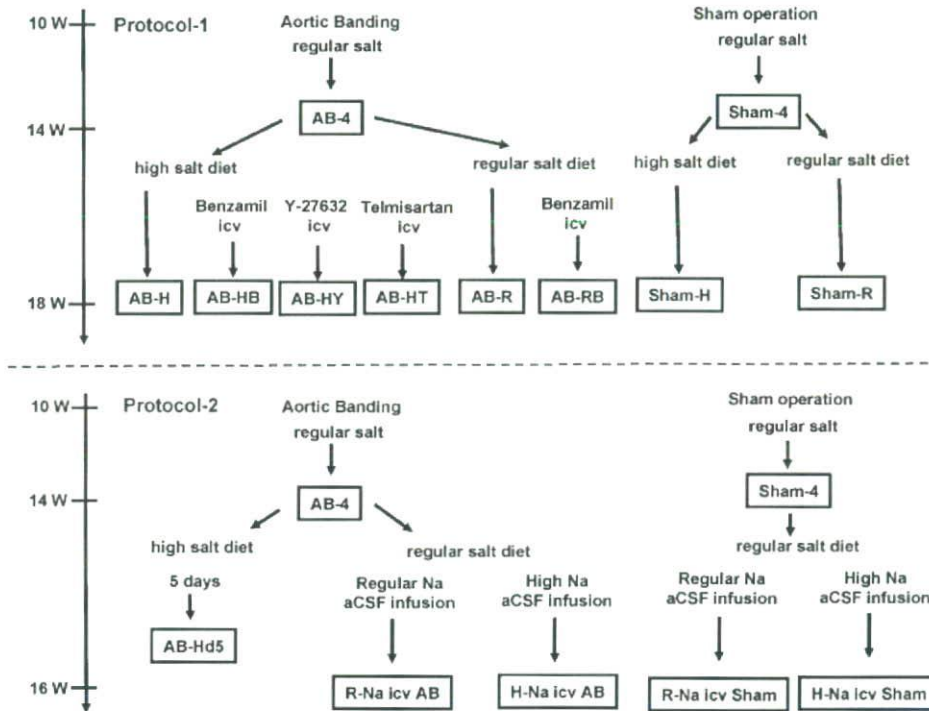 10 W
Protocol-1
Aortic Banding
regular salt
Sham operation
regular salt
14 W
AB-4
Sham-4
high salt diet
regular salt diet
high salt diet
regular salt diet
Benzamil
icv
Y-27632
icv
Telmisartan
icv
Benzamil
icv
18 W
AB-H
AB-HB
AB-HY
AB-HT
AB-R
AB-RB
Sham-H
Sham-R
10 W
Protocol-2
Aortic Banding
regular salt
Sham operation
regular salt
14 W
AB-4
Sham-4
high salt diet
regular salt diet
regular salt diet
5 days
Regular Na
aCSF infusion
High Na
aCSF infusion
Regular Na
aCSF infusion
High Na
aCSF infusion
AB-Hd5
16 W
R-Na icv AB
H-Na icv AB
R-Na icv Sham
H-Na icv Sham